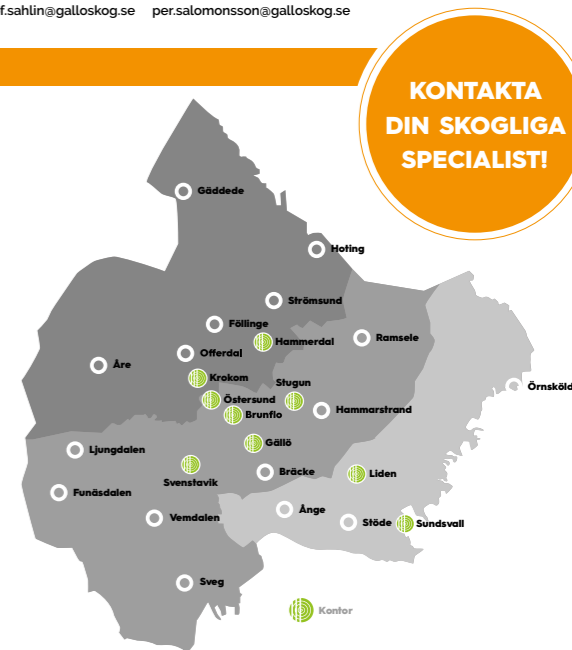 f.sahlin@galloskog.se per.salomonsson@galloskog.se
KONTAKTA
DIN SKOGLIGA
SPECIALIST!
Gäddede
Hoting
Strömsund
Föllinge
Hammerdal
Ramsele
Offerdal
Åre
Krokom
Stugun
Örnsköld
Östersund
Brunflo
Hammarstrand
Gällö
Ljungdalen
Bräcke
Liden
Svenstavik
Funäsdalen
Ånge
Vemdalen
Stöde
Sundsvall
Sveg
Kontor